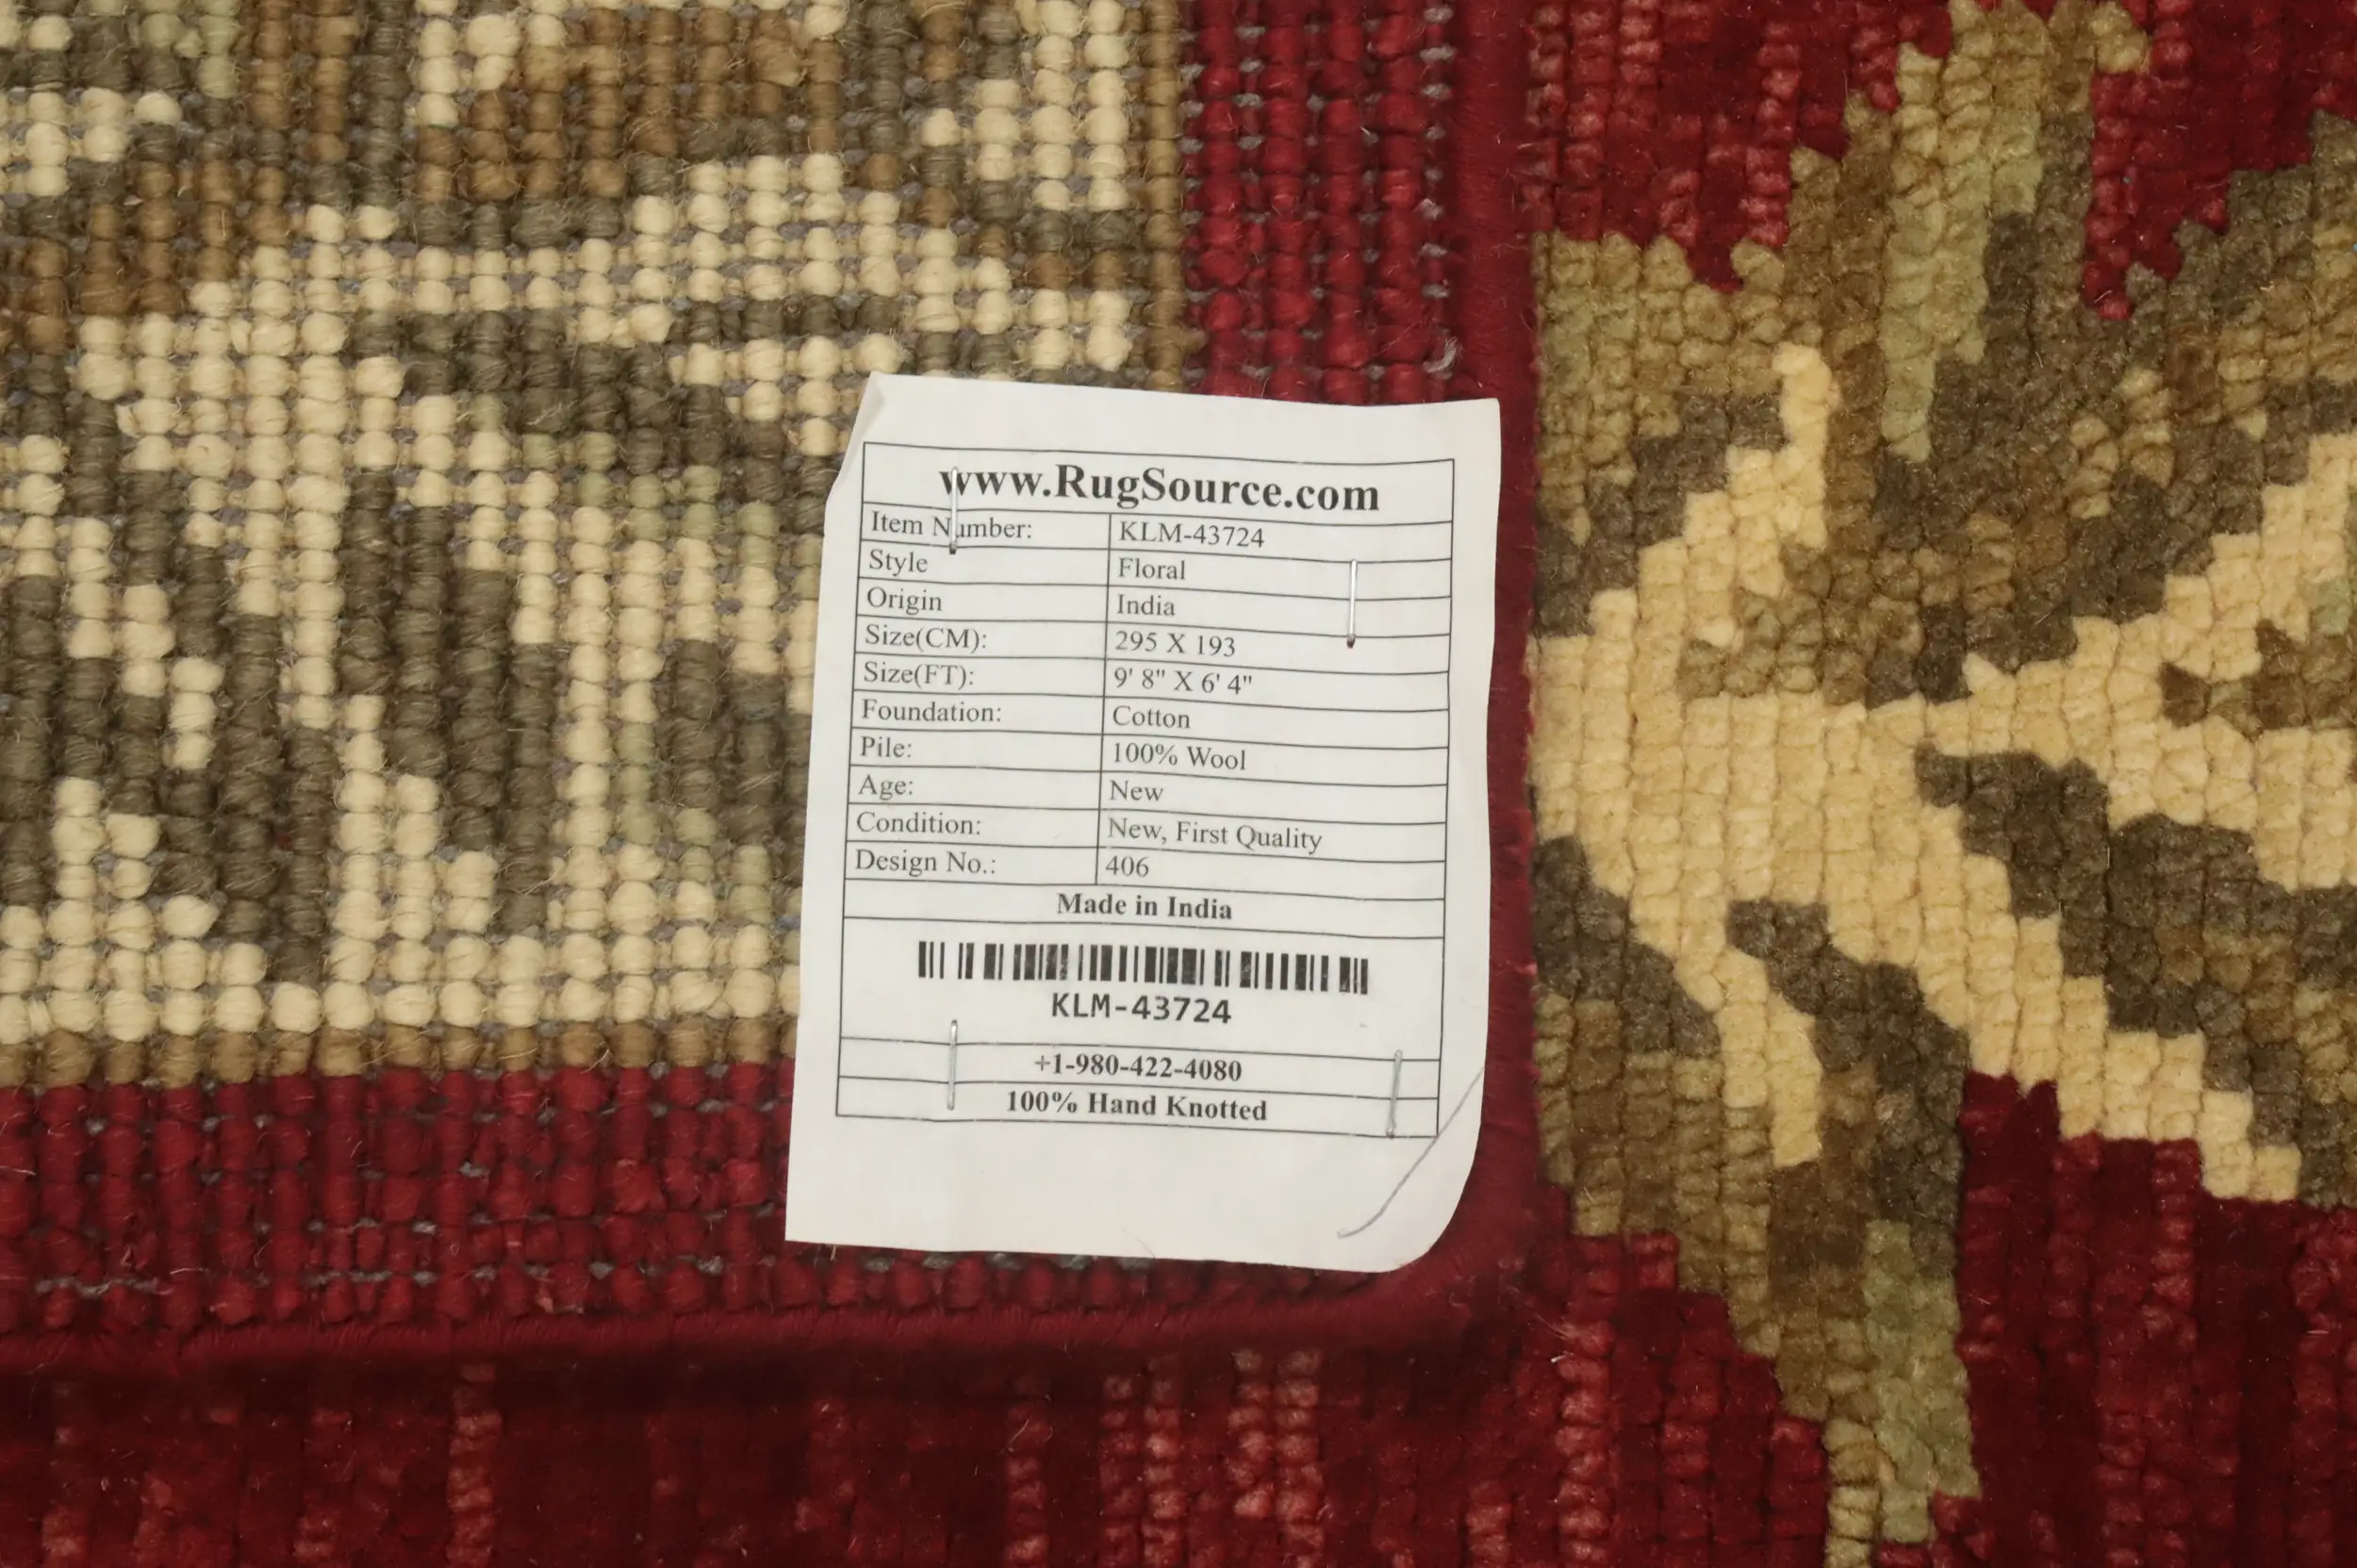 www.RugSource.com
Item Number: KLM-43724
Style Floral
Origin India
Size(CM): 295 X 193
Size(FT): 9' 8" X 6' 4"
Foundation: Cotton
Pile: 100% Wool
Age: New
Condition: New, First Quality
Design No.: 406
Made in India
KLM-43724
+1-980-422-4080
100% Hand Knotted